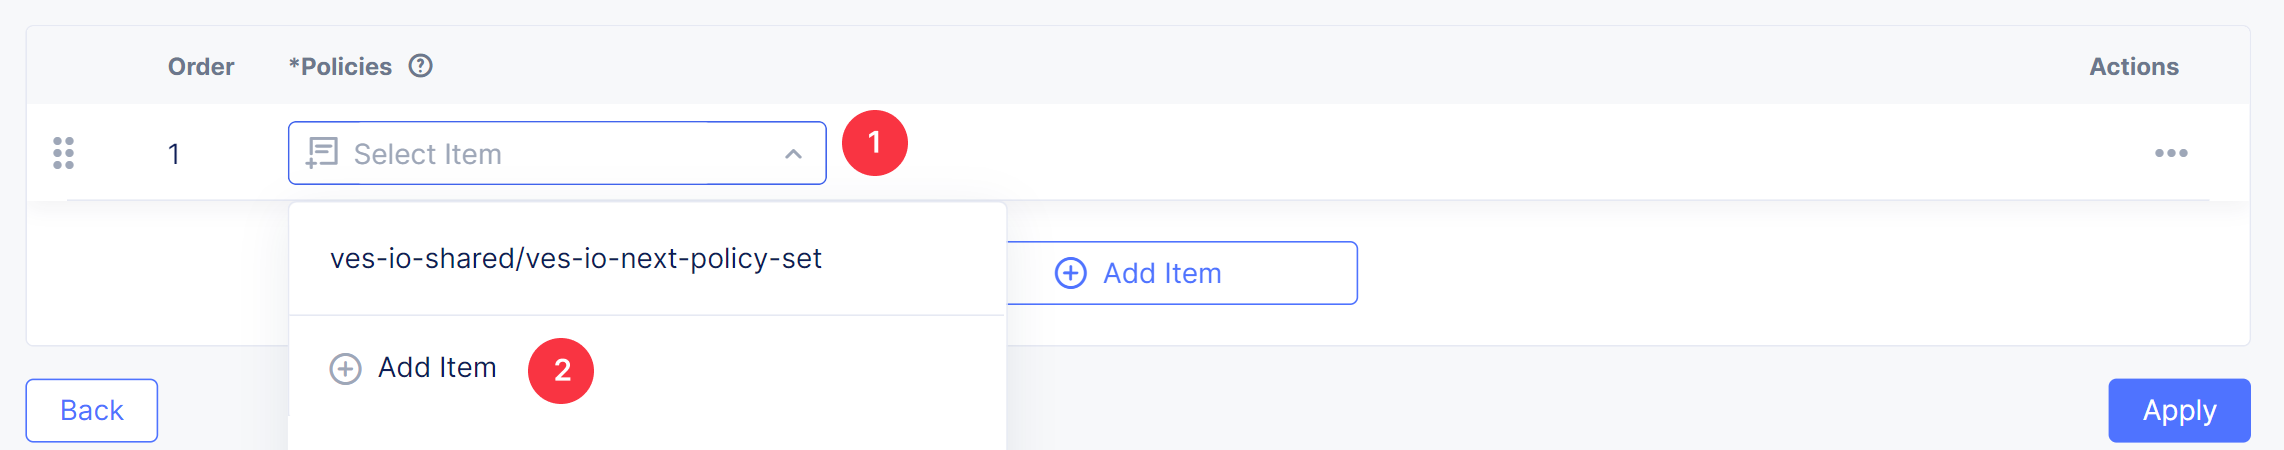 Order *Policies ? Actions
1 Select Item 1
ves-io-shared/ves-io-next-policy-set
Add Item
Add Item 2
Back Apply